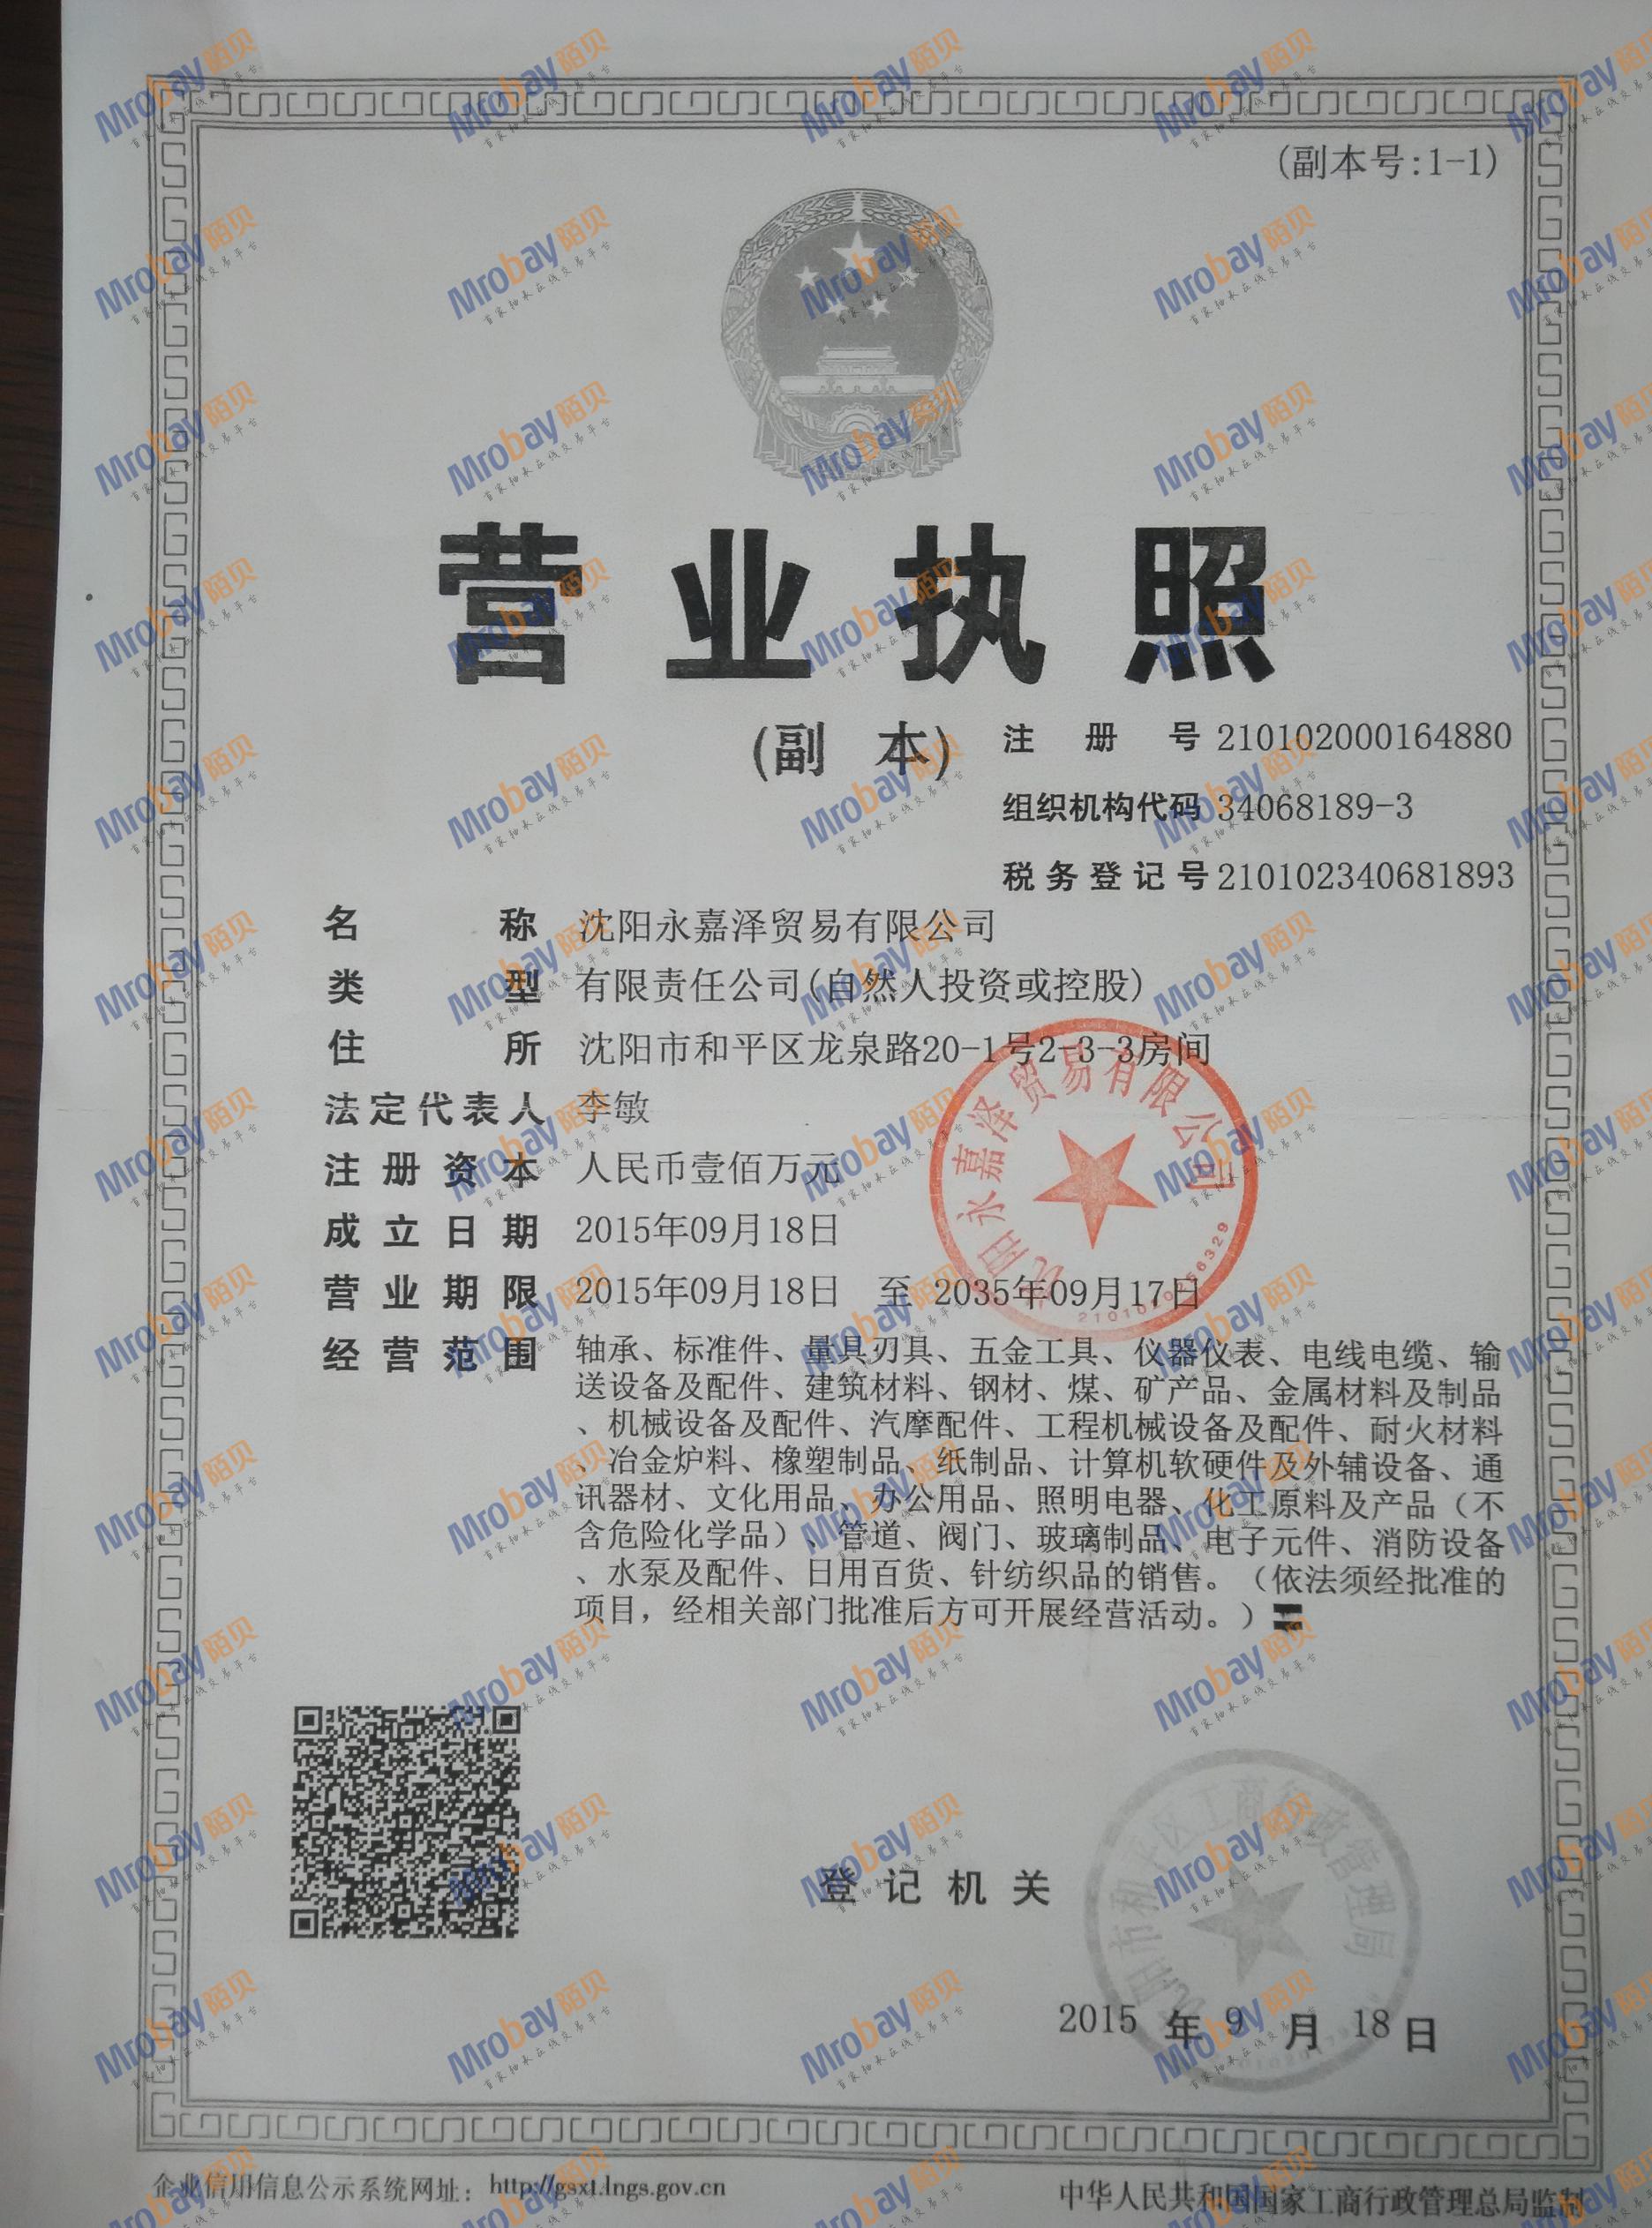 (副本号:1-1)
营业执照
(副 本)
注册号 210102000164880
组织机构代码 34068189-3
税务登记号 210102340681893
名称 沈阳永嘉泽贸易有限公司
类型 有限责任公司(自然人投资或控股)
住所 沈阳市和平区龙泉路20-1号2-3-3房间
法定代表人 李敏
注册资本 人民币壹佰万元
成立日期 2015年09月18日
营业期限 2015年09月18日 至 2035年09月17日
经营范围 轴承、标准件、量具刃具、五金工具、仪器仪表、电线电缆、输
送设备及配件、建筑材料、钢材、煤、矿产品、金属材料及制品
、机械设备及配件、汽摩配件、工程机械设备及配件、耐火材料
、冶金炉料、橡塑制品、纸制品、计算机软硬件及外辅设备、通
讯器材、文化用品、办公用品、照明电器、化工原料及产品（不
含危险化学品）、管道、阀门、玻璃制品、电子元件、消防设备
、水泵及配件、日用百货、针纺织品的销售。（依法须经批准的
项目，经相关部门批准后方可开展经营活动。）
沈阳永嘉泽贸易有限公司
登记机关
阳市和平区工商行政管理局
2015 年 9 月 18 日
企业信用信息公示系统网址：http://gsxt.lngs.gov.cn
中华人民共和国国家工商行政管理总局监制
Mrobay陌贝